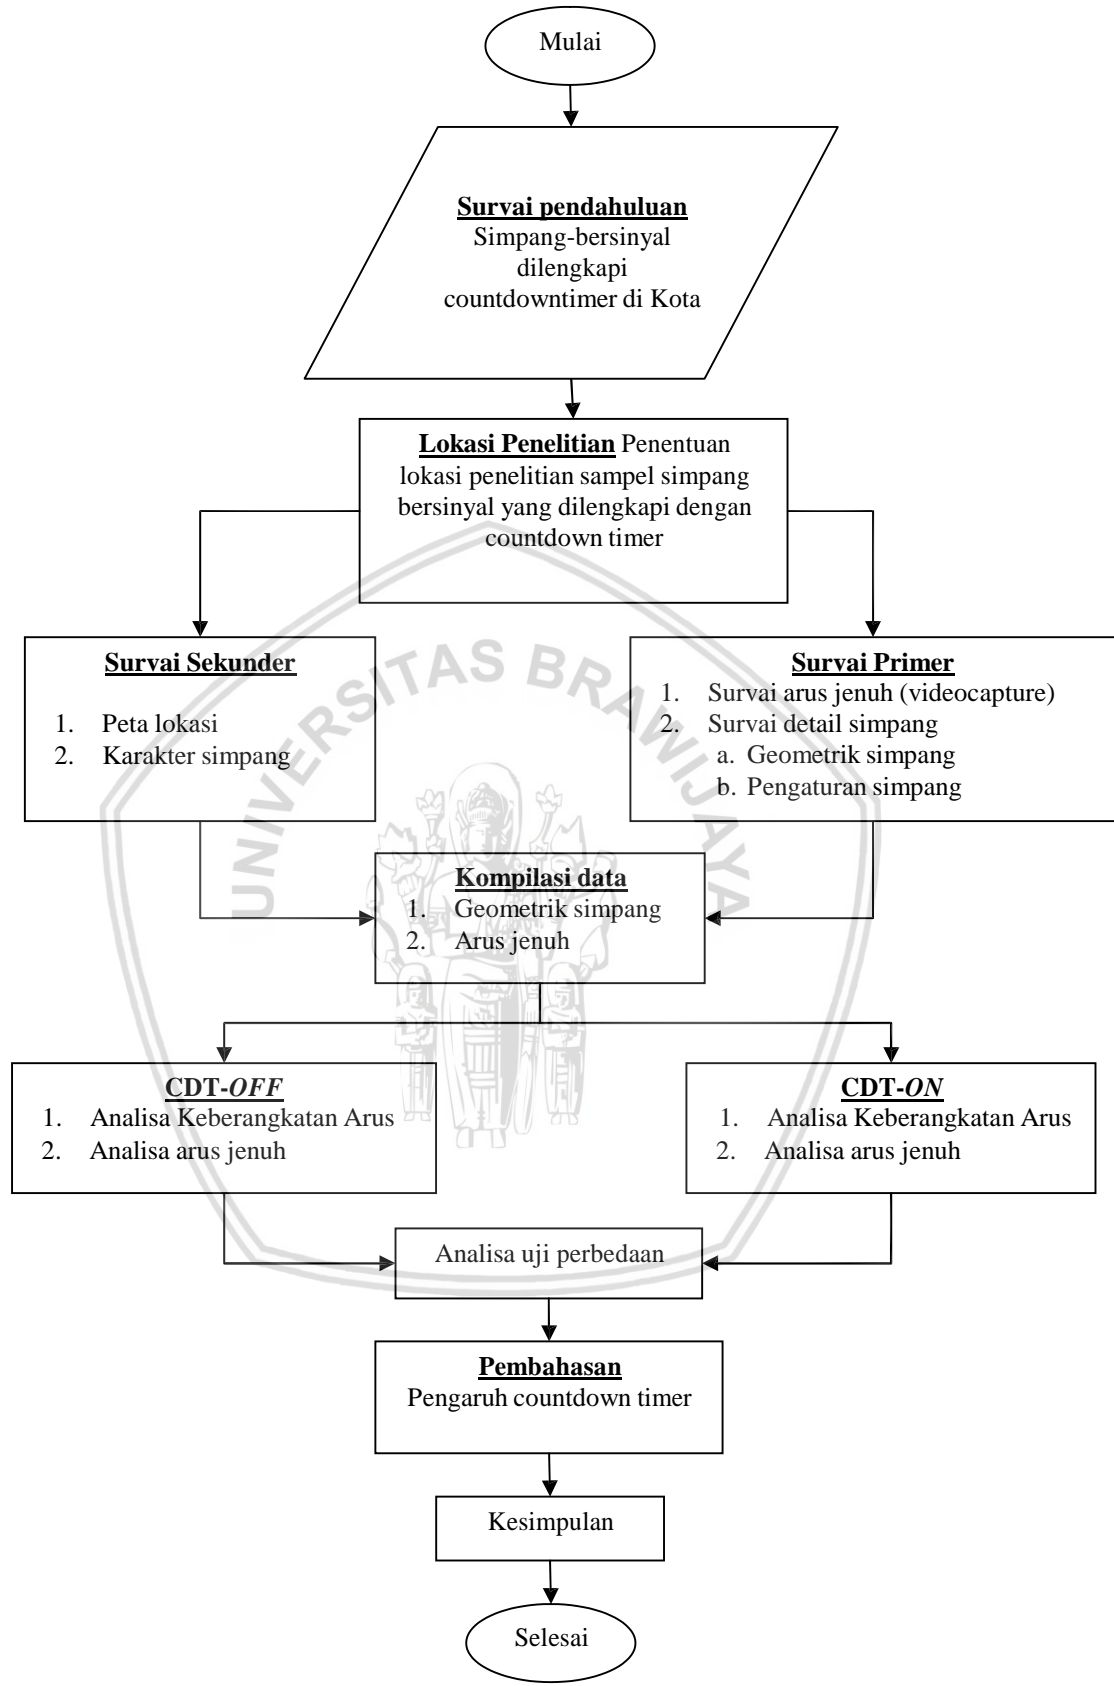 Mulai
Survai pendahuluan
Simpang-bersinyal
dilengkapi
countdowntimer di Kota
Lokasi Penelitian Penentuan
lokasi penelitian sampel simpang
bersinyal yang dilengkapi dengan
countdown timer
Survai Sekunder
1. Peta lokasi
2. Karakter simpang
Survai Primer
1. Survai arus jenuh (videocapture)
2. Survai detail simpang
a. Geometrik simpang
b. Pengaturan simpang
UNIVERSITAS BRAWIJAYA
Kompilasi data
1. Geometrik simpang
2. Arus jenuh
CDT-OFF
1. Analisa Keberangkatan Arus
2. Analisa arus jenuh
CDT-ON
1. Analisa Keberangkatan Arus
2. Analisa arus jenuh
Analisa uji perbedaan
Pembahasan
Pengaruh countdown timer
Kesimpulan
Selesai